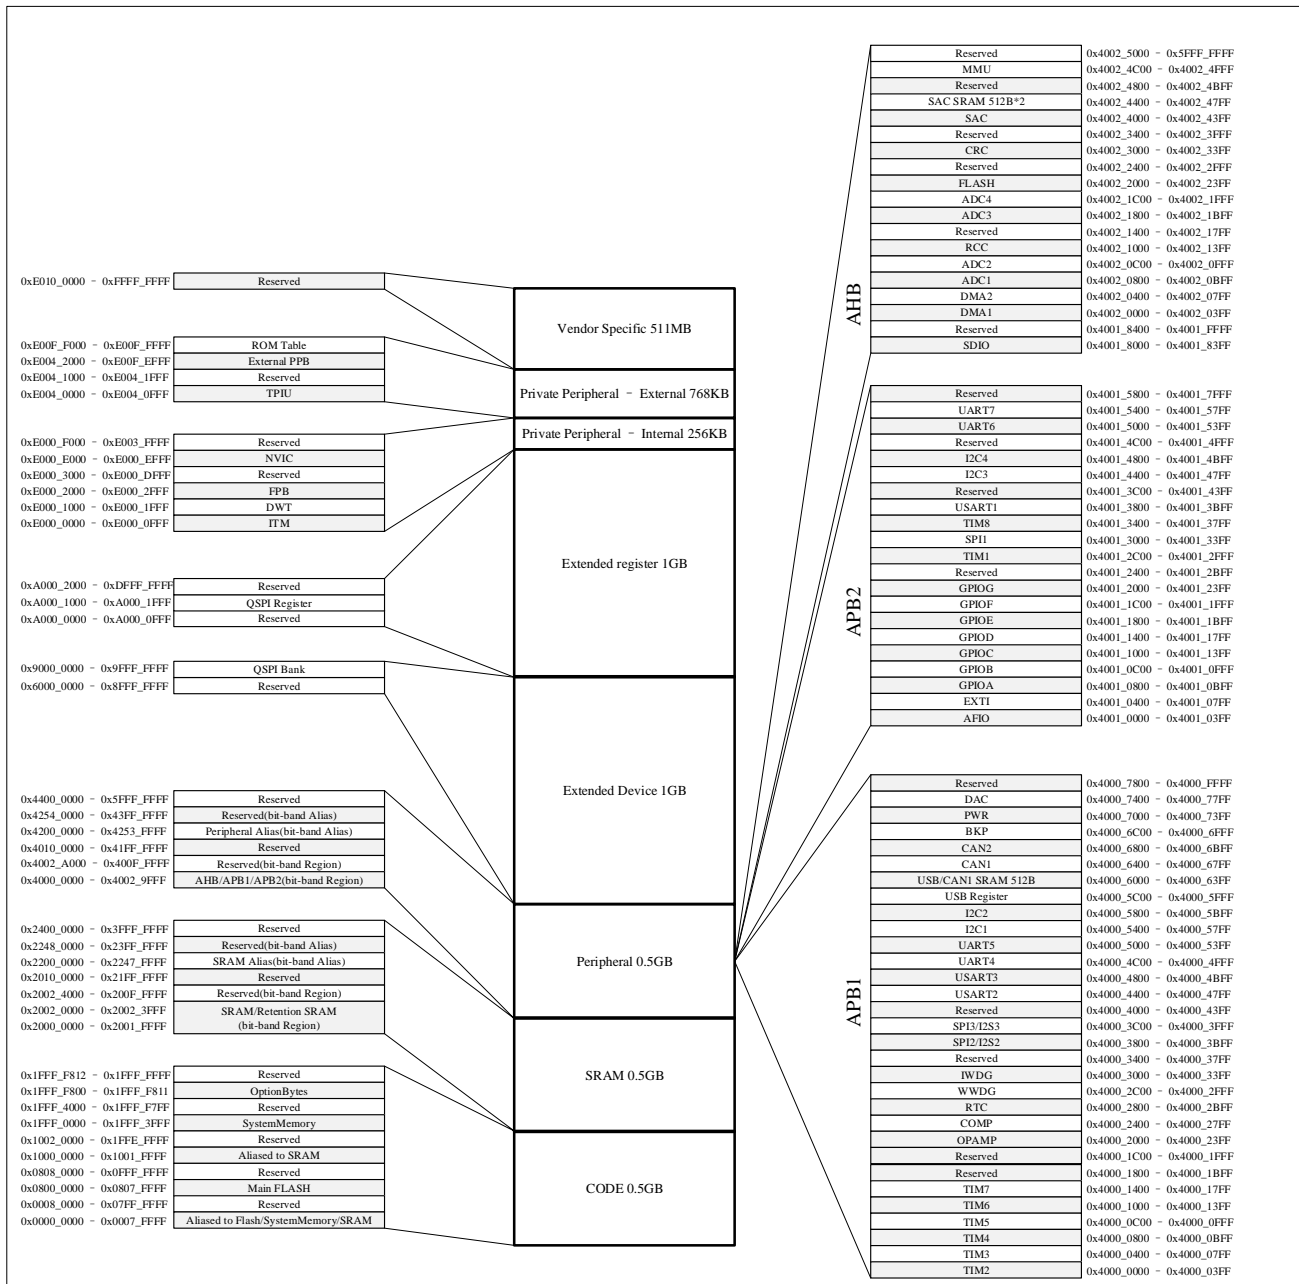 0xE010_0000 - 0xFFFF_FFFF Reserved
0xE00F_F000 - 0xE00F_FFFF ROM Table
0xE004_2000 - 0xE00F_EFFF External PPB
0xE004_1000 - 0xE004_1FFF Reserved
0xE004_0000 - 0xE004_0FFF TPIU
0xE000_F000 - 0xE003_FFFF Reserved
0xE000_E000 - 0xE000_EFFF NVIC
0xE000_3000 - 0xE000_DFFF Reserved
0xE000_2000 - 0xE000_2FFF FPB
0xE000_1000 - 0xE000_1FFF DWT
0xE000_0000 - 0xE000_0FFF ITM
0xA000_2000 - 0xDFFF_FFFF Reserved
0xA000_1000 - 0xA000_1FFF QSPI Register
0xA000_0000 - 0xA000_0FFF Reserved
0x9000_0000 - 0x9FFF_FFFF QSPI Bank
0x6000_0000 - 0x8FFF_FFFF Reserved
0x4400_0000 - 0x5FFF_FFFF Reserved
0x4254_0000 - 0x43FF_FFFF Reserved(bit-band Alias)
0x4200_0000 - 0x4253_FFFF Peripheral Alias(bit-band Alias)
0x4010_0000 - 0x41FF_FFFF Reserved
0x4002_A000 - 0x400F_FFFF Reserved(bit-band Region)
0x4000_0000 - 0x4002_9FFF AHB/APB1/APB2(bit-band Region)
0x2400_0000 - 0x3FFF_FFFF Reserved
0x2248_0000 - 0x23FF_FFFF Reserved(bit-band Alias)
0x2200_0000 - 0x2247_FFFF SRAM Alias(bit-band Alias)
0x2010_0000 - 0x21FF_FFFF Reserved
0x2002_4000 - 0x200F_FFFF Reserved(bit-band Region)
0x2002_0000 - 0x2002_3FFF SRAM/Retention SRAM
0x2000_0000 - 0x2001_FFFF (bit-band Region)
0x1FFF_F812 - 0x1FFF_FFFF Reserved
0x1FFF_F800 - 0x1FFF_F811 OptionBytes
0x1FFF_4000 - 0x1FFF_F7FF Reserved
0x1FFF_0000 - 0x1FFF_3FFF SystemMemory
0x1002_0000 - 0x1FFE_FFFF Reserved
0x1000_0000 - 0x1001_FFFF Aliased to SRAM
0x0808_0000 - 0x0FFF_FFFF Reserved
0x0800_0000 - 0x0807_FFFF Main FLASH
0x0008_0000 - 0x07FF_FFFF Reserved
0x0000_0000 - 0x0007_FFFF Aliased to Flash/SystemMemory/SRAM
Vendor Specific 511MB
Private Peripheral - External 768KB
Private Peripheral - Internal 256KB
Extended register 1GB
Extended Device 1GB
Peripheral 0.5GB
SRAM 0.5GB
CODE 0.5GB
AHB
Reserved 0x4002_5000 - 0x5FFF_FFFF
MMU 0x4002_4C00 - 0x4002_4FFF
Reserved 0x4002_4800 - 0x4002_4BFF
SAC SRAM 512B*2 0x4002_4400 - 0x4002_47FF
SAC 0x4002_4000 - 0x4002_43FF
Reserved 0x4002_3400 - 0x4002_3FFF
CRC 0x4002_3000 - 0x4002_33FF
Reserved 0x4002_2400 - 0x4002_2FFF
FLASH 0x4002_2000 - 0x4002_23FF
ADC4 0x4002_1C00 - 0x4002_1FFF
ADC3 0x4002_1800 - 0x4002_1BFF
Reserved 0x4002_1400 - 0x4002_17FF
RCC 0x4002_1000 - 0x4002_13FF
ADC2 0x4002_0C00 - 0x4002_0FFF
ADC1 0x4002_0800 - 0x4002_0BFF
DMA2 0x4002_0400 - 0x4002_07FF
DMA1 0x4002_0000 - 0x4002_03FF
Reserved 0x4001_8400 - 0x4001_FFFF
SDIO 0x4001_8000 - 0x4001_83FF
APB2
Reserved 0x4001_5800 - 0x4001_7FFF
UART7 0x4001_5400 - 0x4001_57FF
UART6 0x4001_5000 - 0x4001_53FF
Reserved 0x4001_4C00 - 0x4001_4FFF
I2C4 0x4001_4800 - 0x4001_4BFF
I2C3 0x4001_4400 - 0x4001_47FF
Reserved 0x4001_3C00 - 0x4001_43FF
USART1 0x4001_3800 - 0x4001_3BFF
TIM8 0x4001_3400 - 0x4001_37FF
SPI1 0x4001_3000 - 0x4001_33FF
TIM1 0x4001_2C00 - 0x4001_2FFF
Reserved 0x4001_2400 - 0x4001_2BFF
GPIOG 0x4001_2000 - 0x4001_23FF
GPIOF 0x4001_1C00 - 0x4001_1FFF
GPIOE 0x4001_1800 - 0x4001_1BFF
GPIOD 0x4001_1400 - 0x4001_17FF
GPIOC 0x4001_1000 - 0x4001_13FF
GPIOB 0x4001_0C00 - 0x4001_0FFF
GPIOA 0x4001_0800 - 0x4001_0BFF
EXTI 0x4001_0400 - 0x4001_07FF
AFIO 0x4001_0000 - 0x4001_03FF
APB1
Reserved 0x4000_7800 - 0x4000_FFFF
DAC 0x4000_7400 - 0x4000_77FF
PWR 0x4000_7000 - 0x4000_73FF
BKP 0x4000_6C00 - 0x4000_6FFF
CAN2 0x4000_6800 - 0x4000_6BFF
CAN1 0x4000_6400 - 0x4000_67FF
USB/CAN1 SRAM 512B 0x4000_6000 - 0x4000_63FF
USB Register 0x4000_5C00 - 0x4000_5FFF
I2C2 0x4000_5800 - 0x4000_5BFF
I2C1 0x4000_5400 - 0x4000_57FF
UART5 0x4000_5000 - 0x4000_53FF
UART4 0x4000_4C00 - 0x4000_4FFF
USART3 0x4000_4800 - 0x4000_4BFF
USART2 0x4000_4400 - 0x4000_47FF
Reserved 0x4000_4000 - 0x4000_43FF
SPI3/I2S3 0x4000_3C00 - 0x4000_3FFF
SPI2/I2S2 0x4000_3800 - 0x4000_3BFF
Reserved 0x4000_3400 - 0x4000_37FF
IWDG 0x4000_3000 - 0x4000_33FF
WWDG 0x4000_2C00 - 0x4000_2FFF
RTC 0x4000_2800 - 0x4000_2BFF
COMP 0x4000_2400 - 0x4000_27FF
OPAMP 0x4000_2000 - 0x4000_23FF
Reserved 0x4000_1C00 - 0x4000_1FFF
Reserved 0x4000_1800 - 0x4000_1BFF
TIM7 0x4000_1400 - 0x4000_17FF
TIM6 0x4000_1000 - 0x4000_13FF
TIM5 0x4000_0C00 - 0x4000_0FFF
TIM4 0x4000_0800 - 0x4000_0BFF
TIM3 0x4000_0400 - 0x4000_07FF
TIM2 0x4000_0000 - 0x4000_03FF